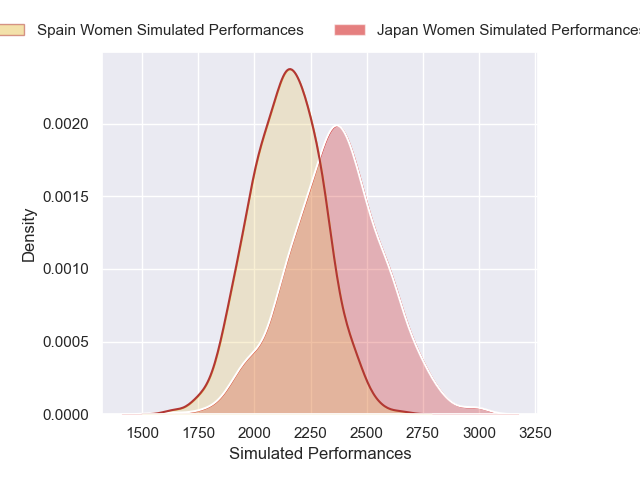 Spain Women Simulated Performances Japan Women Simulated Performances
0.0020
0.0015
0.0010
0.0005
0.0000
Density
1500 1750 2000 2250 2500 2750 3000 3250
Simulated Performances